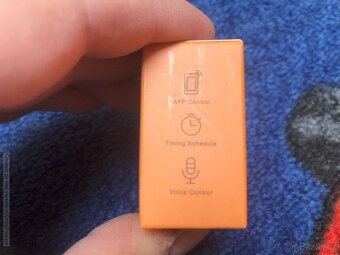 APP Control
Timing Schedule
Voice Control